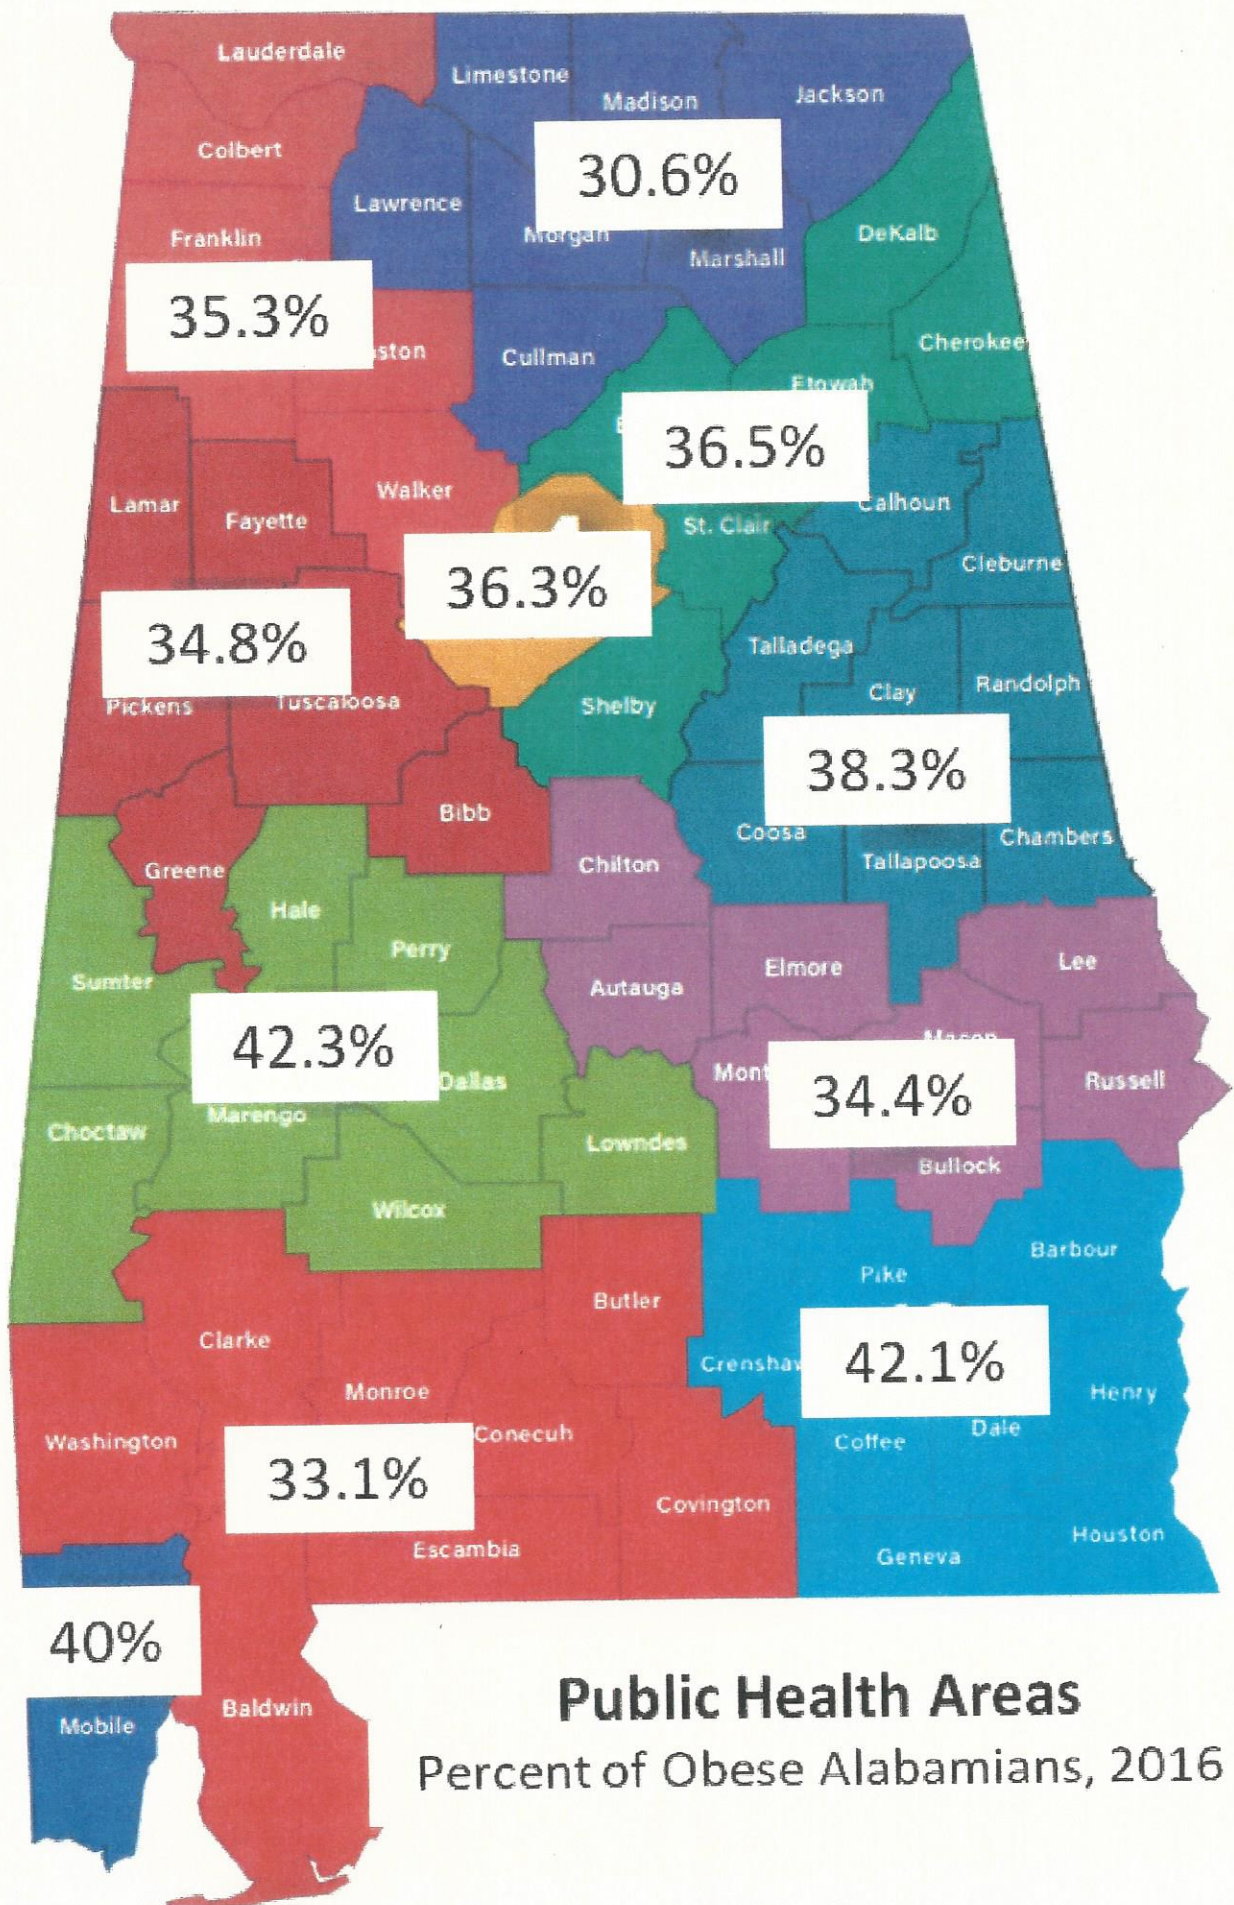 Lauderdale
Limestone
Madison
Jackson
Colbert
30.6%
Lawrence
Franklin
Morgan
DeKalb
Marshall
35.3%
ston
Cullman
Cherokee
Etowah
36.5%
Lamar
Fayette
Walker
Calhoun
St. Clair
Cleburne
36.3%
34.8%
Talladega
Clay
Randolph
Pickens
Tuscaloosa
Shelby
38.3%
Bibb
Coosa
Tallapoosa
Chambers
Greene
Chilton
Hale
Perry
Sumter
Autauga
Elmore
Lee
42.3%
Macon
Mont
Russell
Dallas
34.4%
Choctaw
Marengo
Lowndes
Bullock
Wilcox
Barbour
Pike
Butler
Clarke
Crenshaw
42.1%
Monroe
Henry
Washington
Conecuh
Coffee
Dale
33.1%
Covington
Escambia
Geneva
Houston
40%
Baldwin
Mobile
Public Health Areas
Percent of Obese Alabamians, 2016